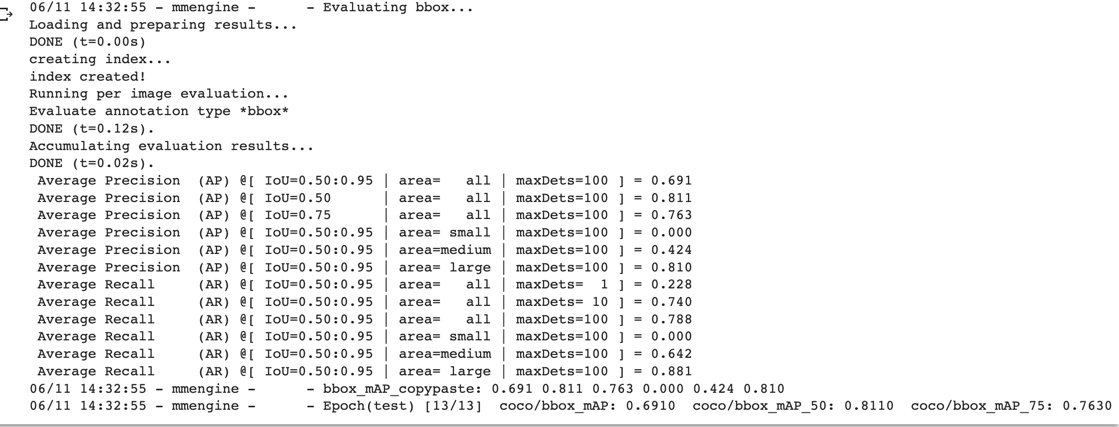 06/11 14:32:55 - mmengine -      - Evaluating bbox...
Loading and preparing results...
DONE (t=0.00s)
creating index...
index created!
Running per image evaluation...
Evaluate annotation type *bbox*
DONE (t=0.12s).
Accumulating evaluation results...
DONE (t=0.02s).
 Average Precision  (AP) @[ IoU=0.50:0.95 | area=   all | maxDets=100 ] = 0.691
 Average Precision  (AP) @[ IoU=0.50      | area=   all | maxDets=100 ] = 0.811
 Average Precision  (AP) @[ IoU=0.75      | area=   all | maxDets=100 ] = 0.763
 Average Precision  (AP) @[ IoU=0.50:0.95 | area= small | maxDets=100 ] = 0.000
 Average Precision  (AP) @[ IoU=0.50:0.95 | area=medium | maxDets=100 ] = 0.424
 Average Precision  (AP) @[ IoU=0.50:0.95 | area= large | maxDets=100 ] = 0.810
 Average Recall     (AR) @[ IoU=0.50:0.95 | area=   all | maxDets=  1 ] = 0.228
 Average Recall     (AR) @[ IoU=0.50:0.95 | area=   all | maxDets= 10 ] = 0.740
 Average Recall     (AR) @[ IoU=0.50:0.95 | area=   all | maxDets=100 ] = 0.788
 Average Recall     (AR) @[ IoU=0.50:0.95 | area= small | maxDets=100 ] = 0.000
 Average Recall     (AR) @[ IoU=0.50:0.95 | area=medium | maxDets=100 ] = 0.642
 Average Recall     (AR) @[ IoU=0.50:0.95 | area= large | maxDets=100 ] = 0.881
06/11 14:32:55 - mmengine -      - bbox_mAP_copypaste: 0.691 0.811 0.763 0.000 0.424 0.810
06/11 14:32:55 - mmengine -      - Epoch(test) [13/13]  coco/bbox_mAP: 0.6910  coco/bbox_mAP_50: 0.8110  coco/bbox_mAP_75: 0.7630